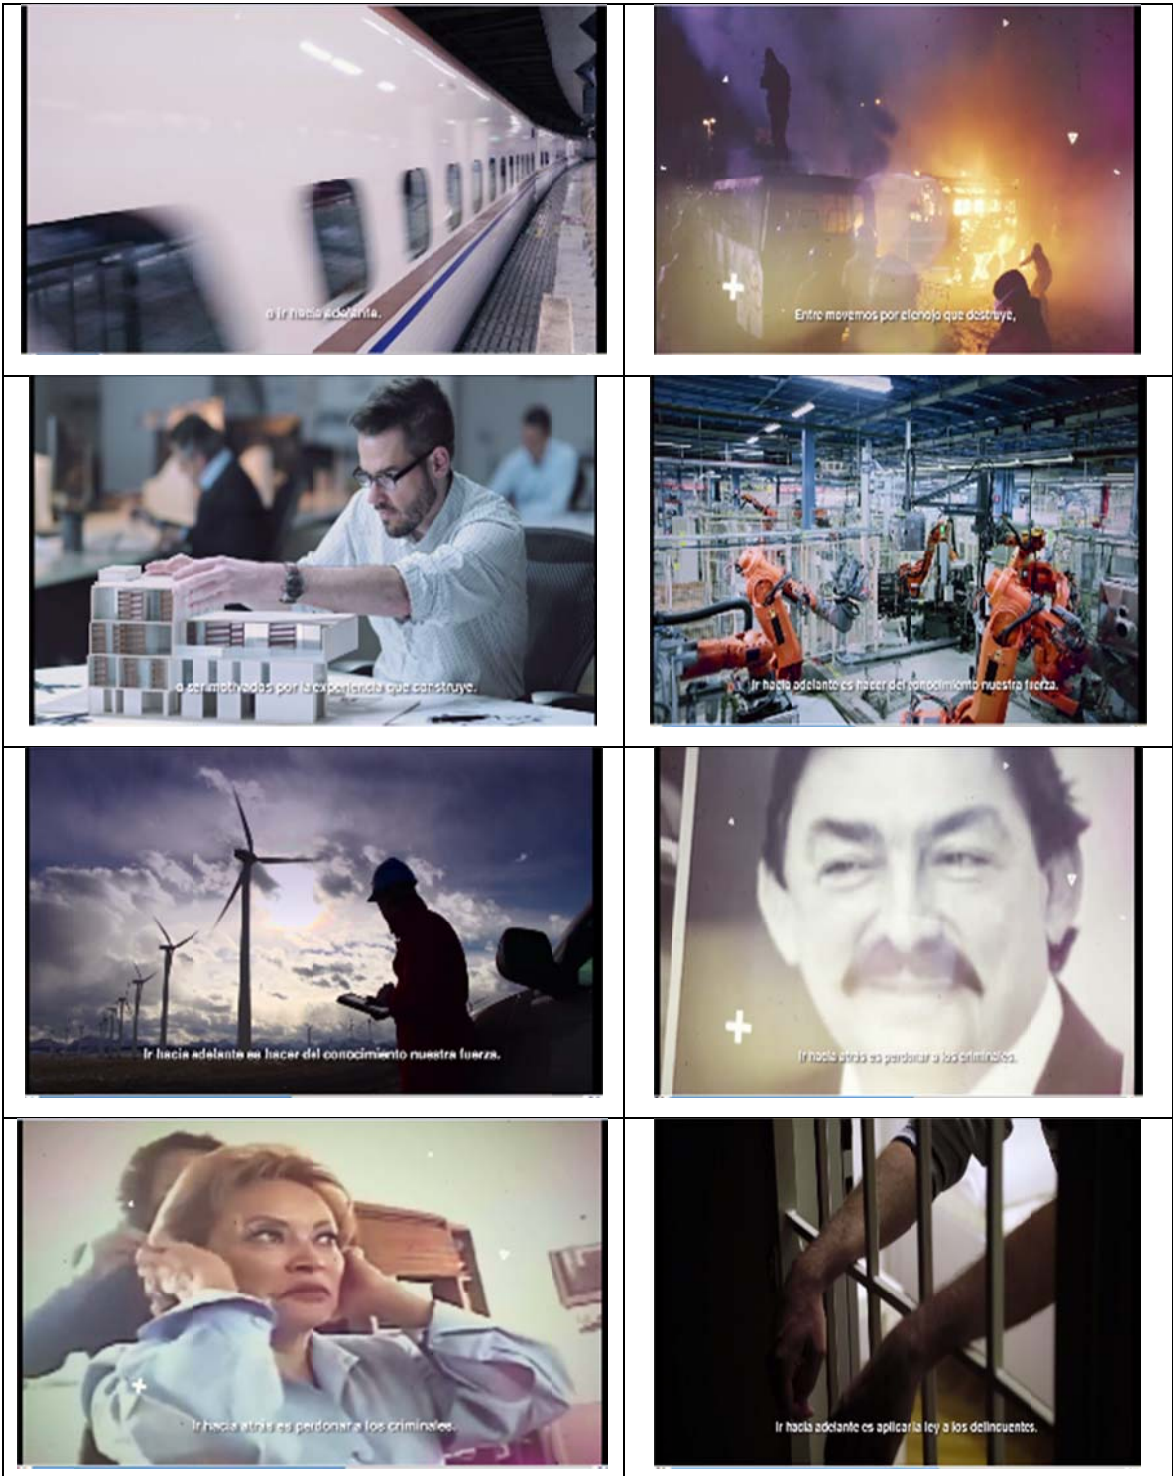 o ir hacia adelante.
Entre movernos por el enojo que destruye,
o ser motivados por la experiencia que construye.
Ir hacia adelante es hacer del conocimiento nuestra fuerza.
Ir hacia adelante es hacer del conocimiento nuestra fuerza.
Ir hacia atrás es perdonar a los criminales.
Ir hacia atrás es perdonar a los criminales.
Ir hacia adelante es aplicar la ley a los delincuentes.